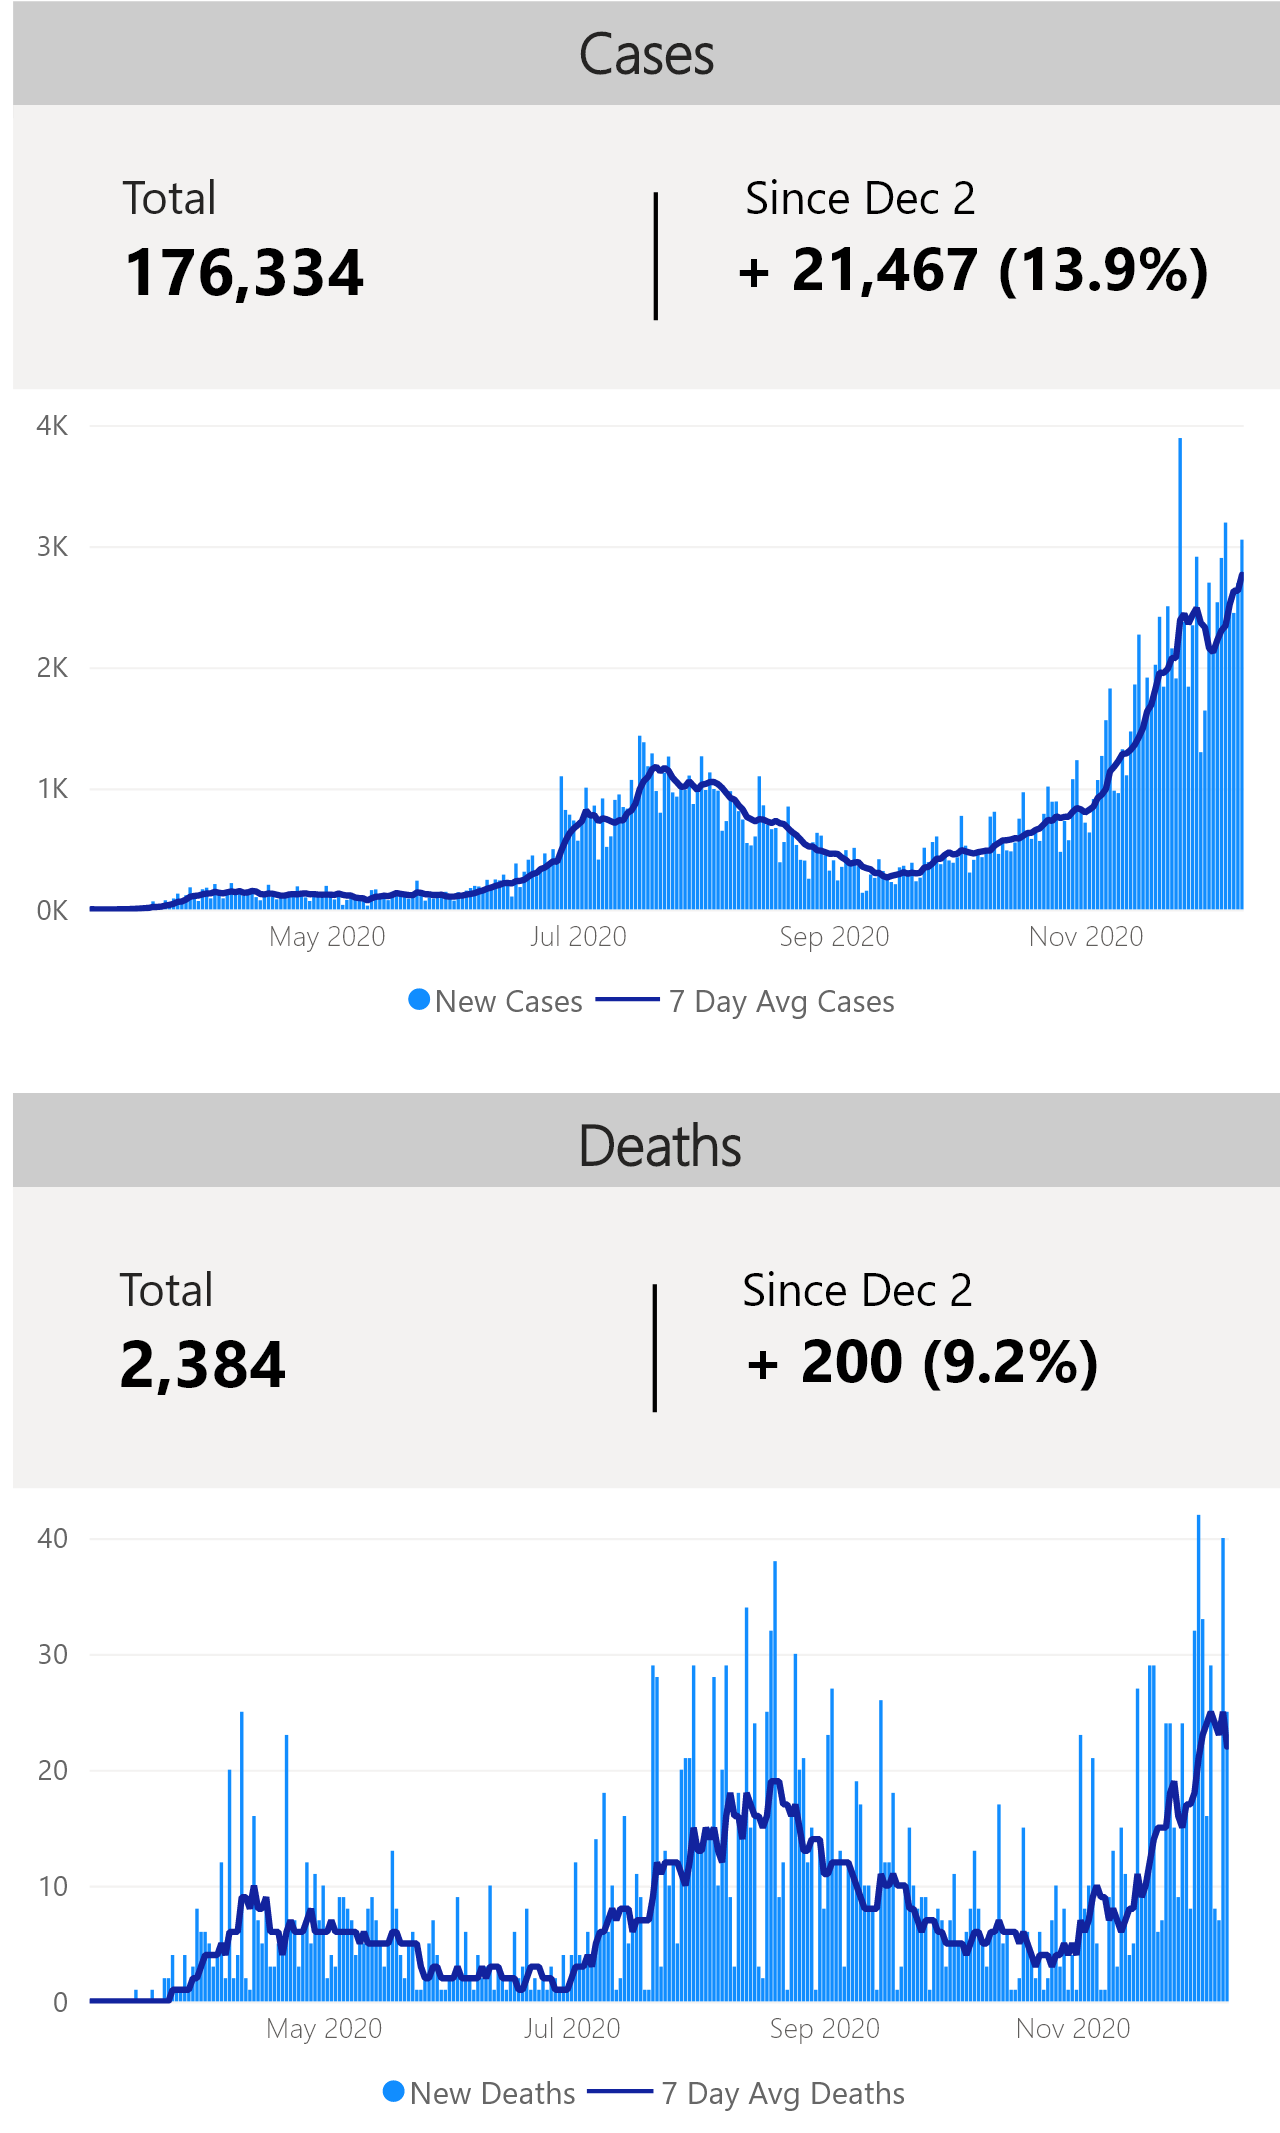 Cases
Total
Since Dec 2
176,334
+ 21,467 (13.9%)
4K
3K
2K
1K
0K
May 2020
Jul 2020
Sep 2020
Nov 2020
New Cases
7 Day Avg Cases
Deaths
Total
Since Dec 2
2,384
+ 200 (9.2%)
40
30
20
10
0
May 2020
Jul 2020
Sep 2020
Nov 2020
New Deaths
7 Day Avg Deaths